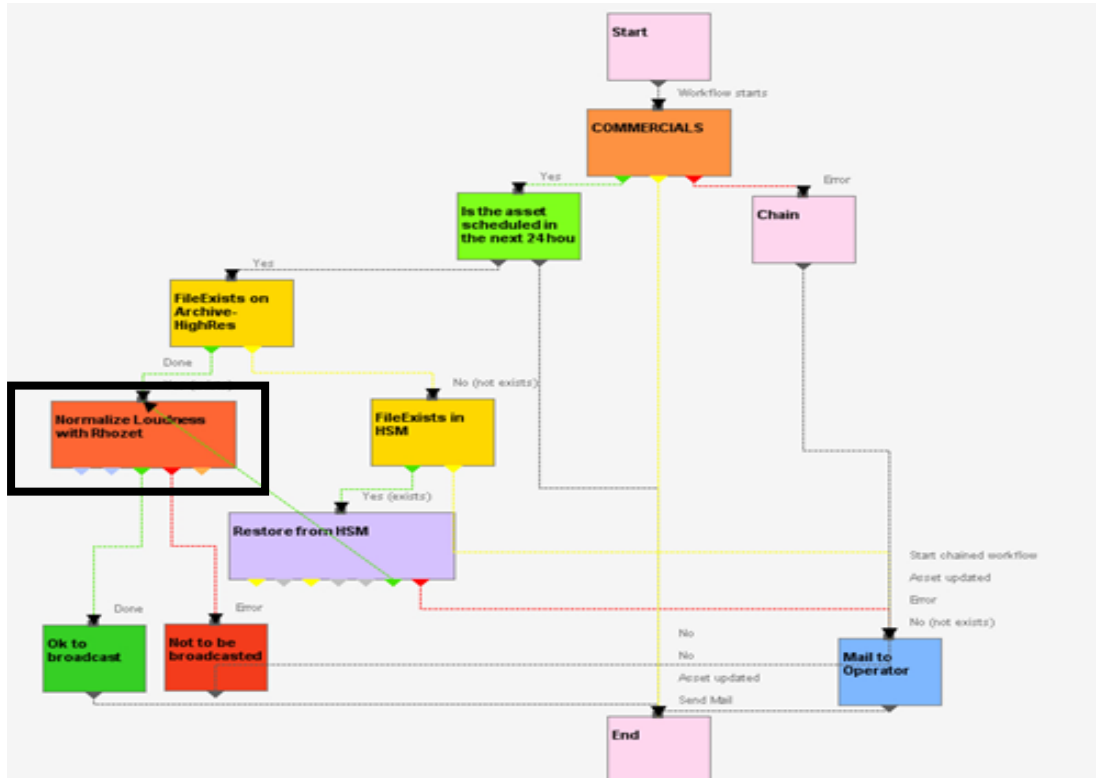 Start
Workflow starts
COMMERCIALS
Yes
Error
Is the asset
scheduled in
the next 24hou
Chain
Yes
FileExists on
Archive-
HighRes
Done
No (not exists)
Normalize Loudness
with Rhozet
FileExists in
HSM
Yes (exists)
Restore from HSM
Start chained workflow
Asset updated
Error
No (not exists)
Done
Error
Ok to
broadcast
Not to be
broadcasted
No
No
Asset updated
Send Mail
Mail to
Operator
End